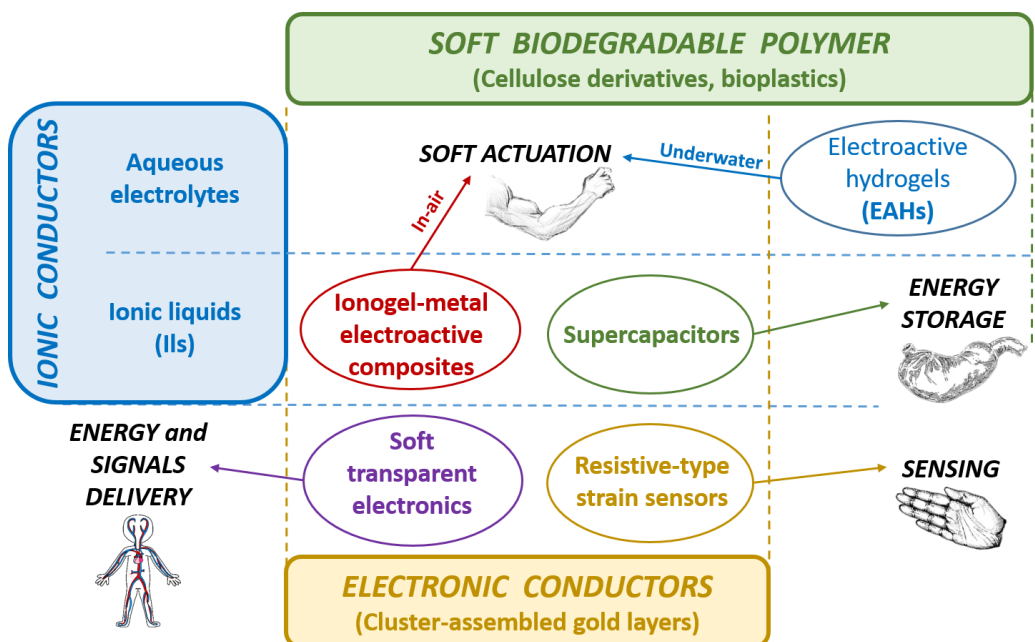 SOFT BIODEGRADABLE POLYMER
(Cellulose derivatives, bioplastics)
IONIC CONDUCTORS
Aqueous
electrolytes
SOFT ACTUATION
Underwater
Electroactive
hydrogels
(EAHs)
In-air
Ionic liquids
(Ils)
Ionogel-metal
electroactive
composites
Supercapacitors
ENERGY
STORAGE
ENERGY and
SIGNALS
DELIVERY
Soft
transparent
electronics
Resistive-type
strain sensors
SENSING
ELECTRONIC CONDUCTORS
(Cluster-assembled gold layers)